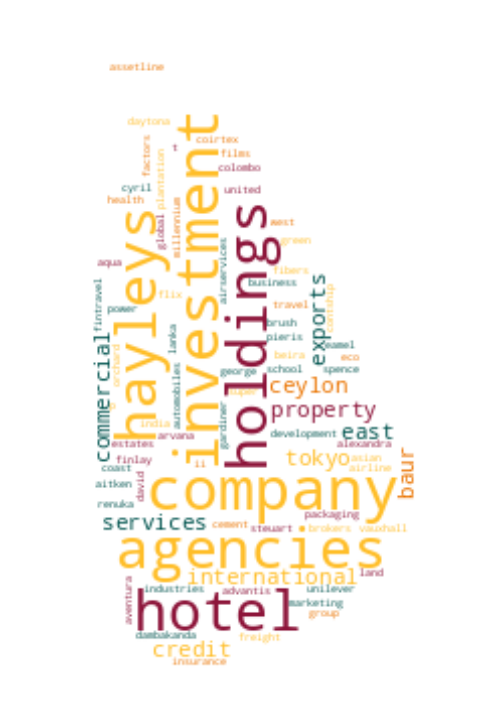 assetline
daytona
investment
coirtex
films
factors
t
plantation
colombo
cyril
united
health
hayleys
global
millennium
holdings
west
green
airservices
aqua
fibers
business
fintravel
exports
flix
travel
power
brush
lanka
pieris
eamel
commercial
orchard
automobiles
beira
eco
george
school
spence
super
ceylon
property
gardiner
india
development
east
arvana
alexandra
estates
tokyo
asian
finlay
ii
airline
coast
baur
david
company
aitken
renuka
packaging
services
cement
steuart
brokers
vauxhall
agencies
international
land
aventura
industries
advantis
unilever
hotel
marketing
group
dambakanda
freight
credit
insurance